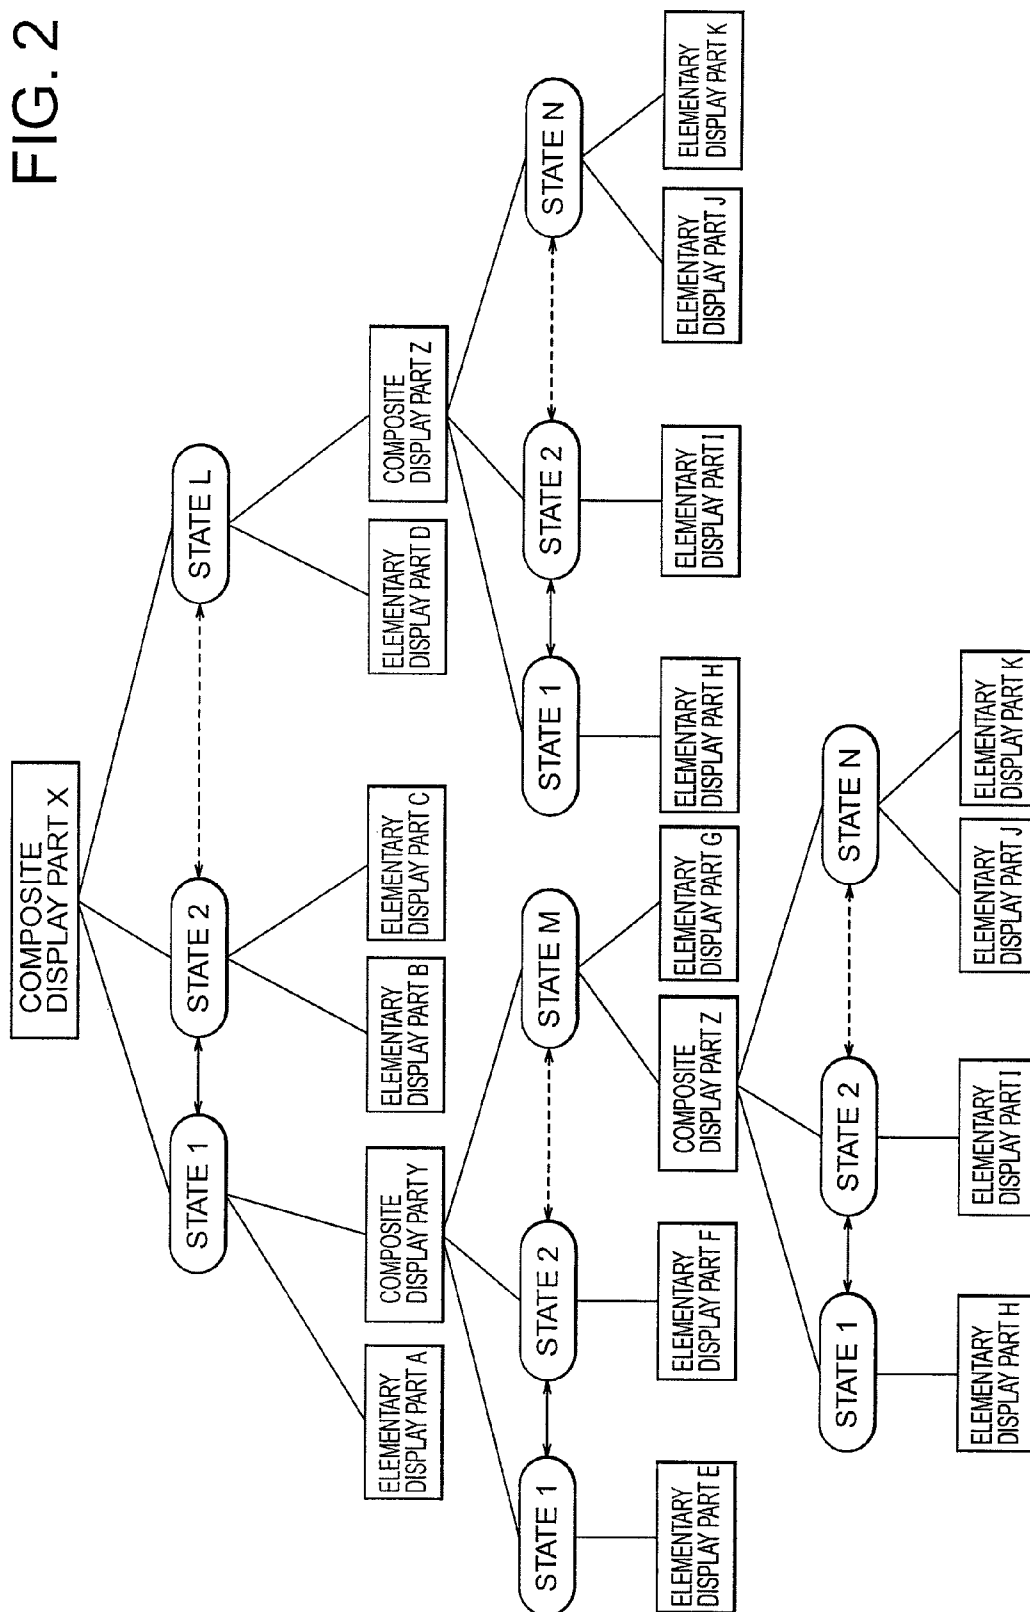 FIG. 2
COMPOSITE
DISPLAY PART X
STATE 1
STATE 2
STATE L
ELEMENTARY
DISPLAY PART A
COMPOSITE
DISPLAY PARTY
ELEMENTARY
DISPLAY PART B
ELEMENTARY
DISPLAY PART C
ELEMENTARY
DISPLAY PART D
COMPOSITE
DISPLAY PART Z
STATE 1
STATE 2
STATE M
STATE 1
STATE 2
STATE N
ELEMENTARY
DISPLAY PART E
ELEMENTARY
DISPLAY PART F
COMPOSITE
DISPLAY PART Z
ELEMENTARY
DISPLAY PART G
ELEMENTARY
DISPLAY PART H
ELEMENTARY
DISPLAY PART I
ELEMENTARY
DISPLAY PART J
ELEMENTARY
DISPLAY PART K
STATE 1
STATE 2
STATE N
ELEMENTARY
DISPLAY PART H
ELEMENTARY
DISPLAY PART I
ELEMENTARY
DISPLAY PART J
ELEMENTARY
DISPLAY PART K